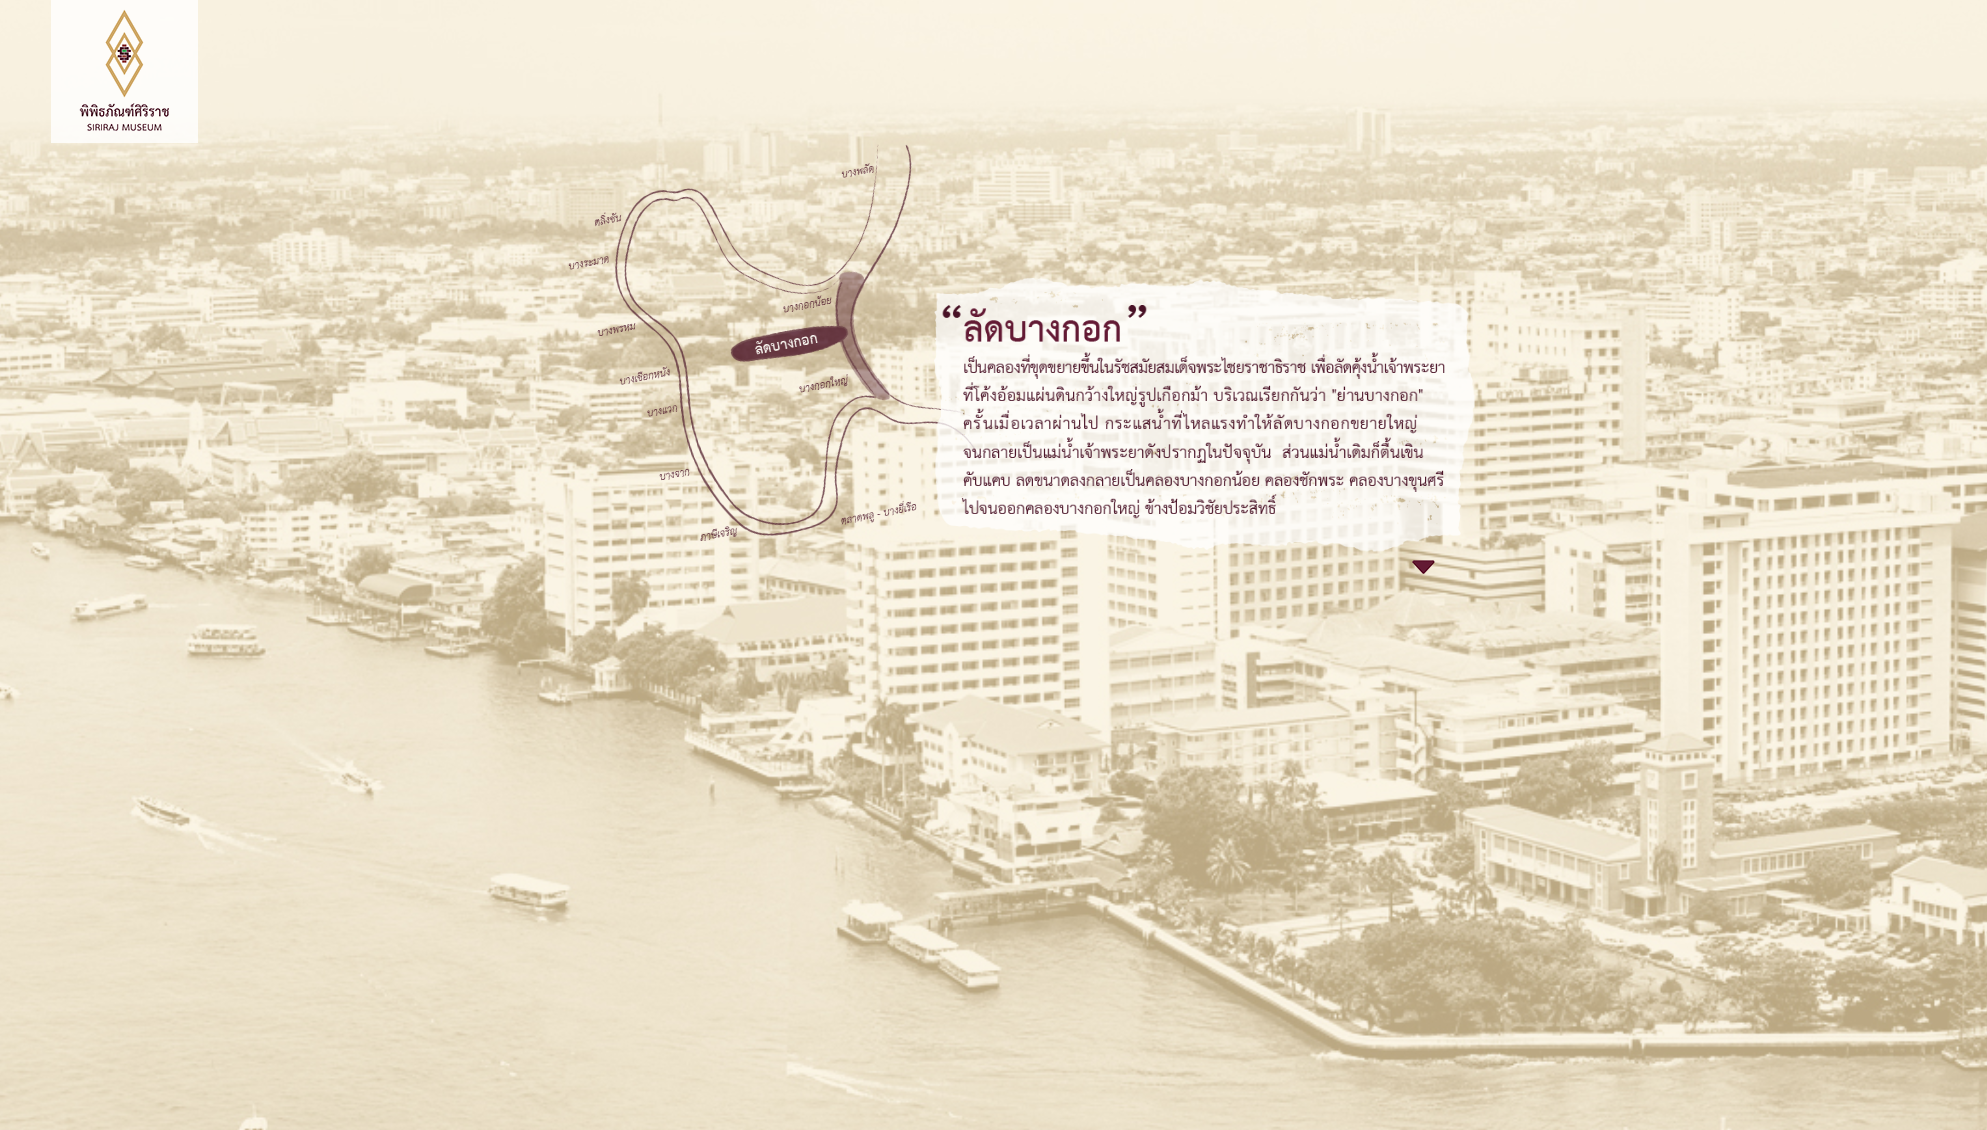 พิพิธภัณฑ์ศิริราช
SIRIRAJ MUSEUM
บางพลัด
ตลิ่งชัน
บางระมาด
บางกอกน้อย
บางพรหม
ลัดบางกอก
บางเชือกหนัง
บางกอกใหญ่
บางแวก
บางจาก
ตลาดพลู - บางยี่เรือ
ภาษีเจริญ
“ลัดบางกอก”
เป็นคลองที่ขุดขยายขึ้นในรัชสมัยสมเด็จพระไชยราชาธิราช เพื่อลัดคุ้งน้ำเจ้าพระยา
ที่โค้งอ้อมแผ่นดินกว้างใหญ่รูปเกือกม้า บริเวณเรียกกันว่า "ย่านบางกอก"
ครั้นเมื่อเวลาผ่านไป กระแสน้ำที่ไหลแรงทำให้ลัดบางกอกขยายใหญ่
จนกลายเป็นแม่น้ำเจ้าพระยาดังปรากฏในปัจจุบัน ส่วนแม่น้ำเดิมก็ตื้นเขิน
คับแคบ ลดขนาดลงกลายเป็นคลองบางกอกน้อย คลองชักพระ คลองบางขุนศรี
ไปจนออกคลองบางกอกใหญ่ ข้างป้อมวิชัยประสิทธิ์